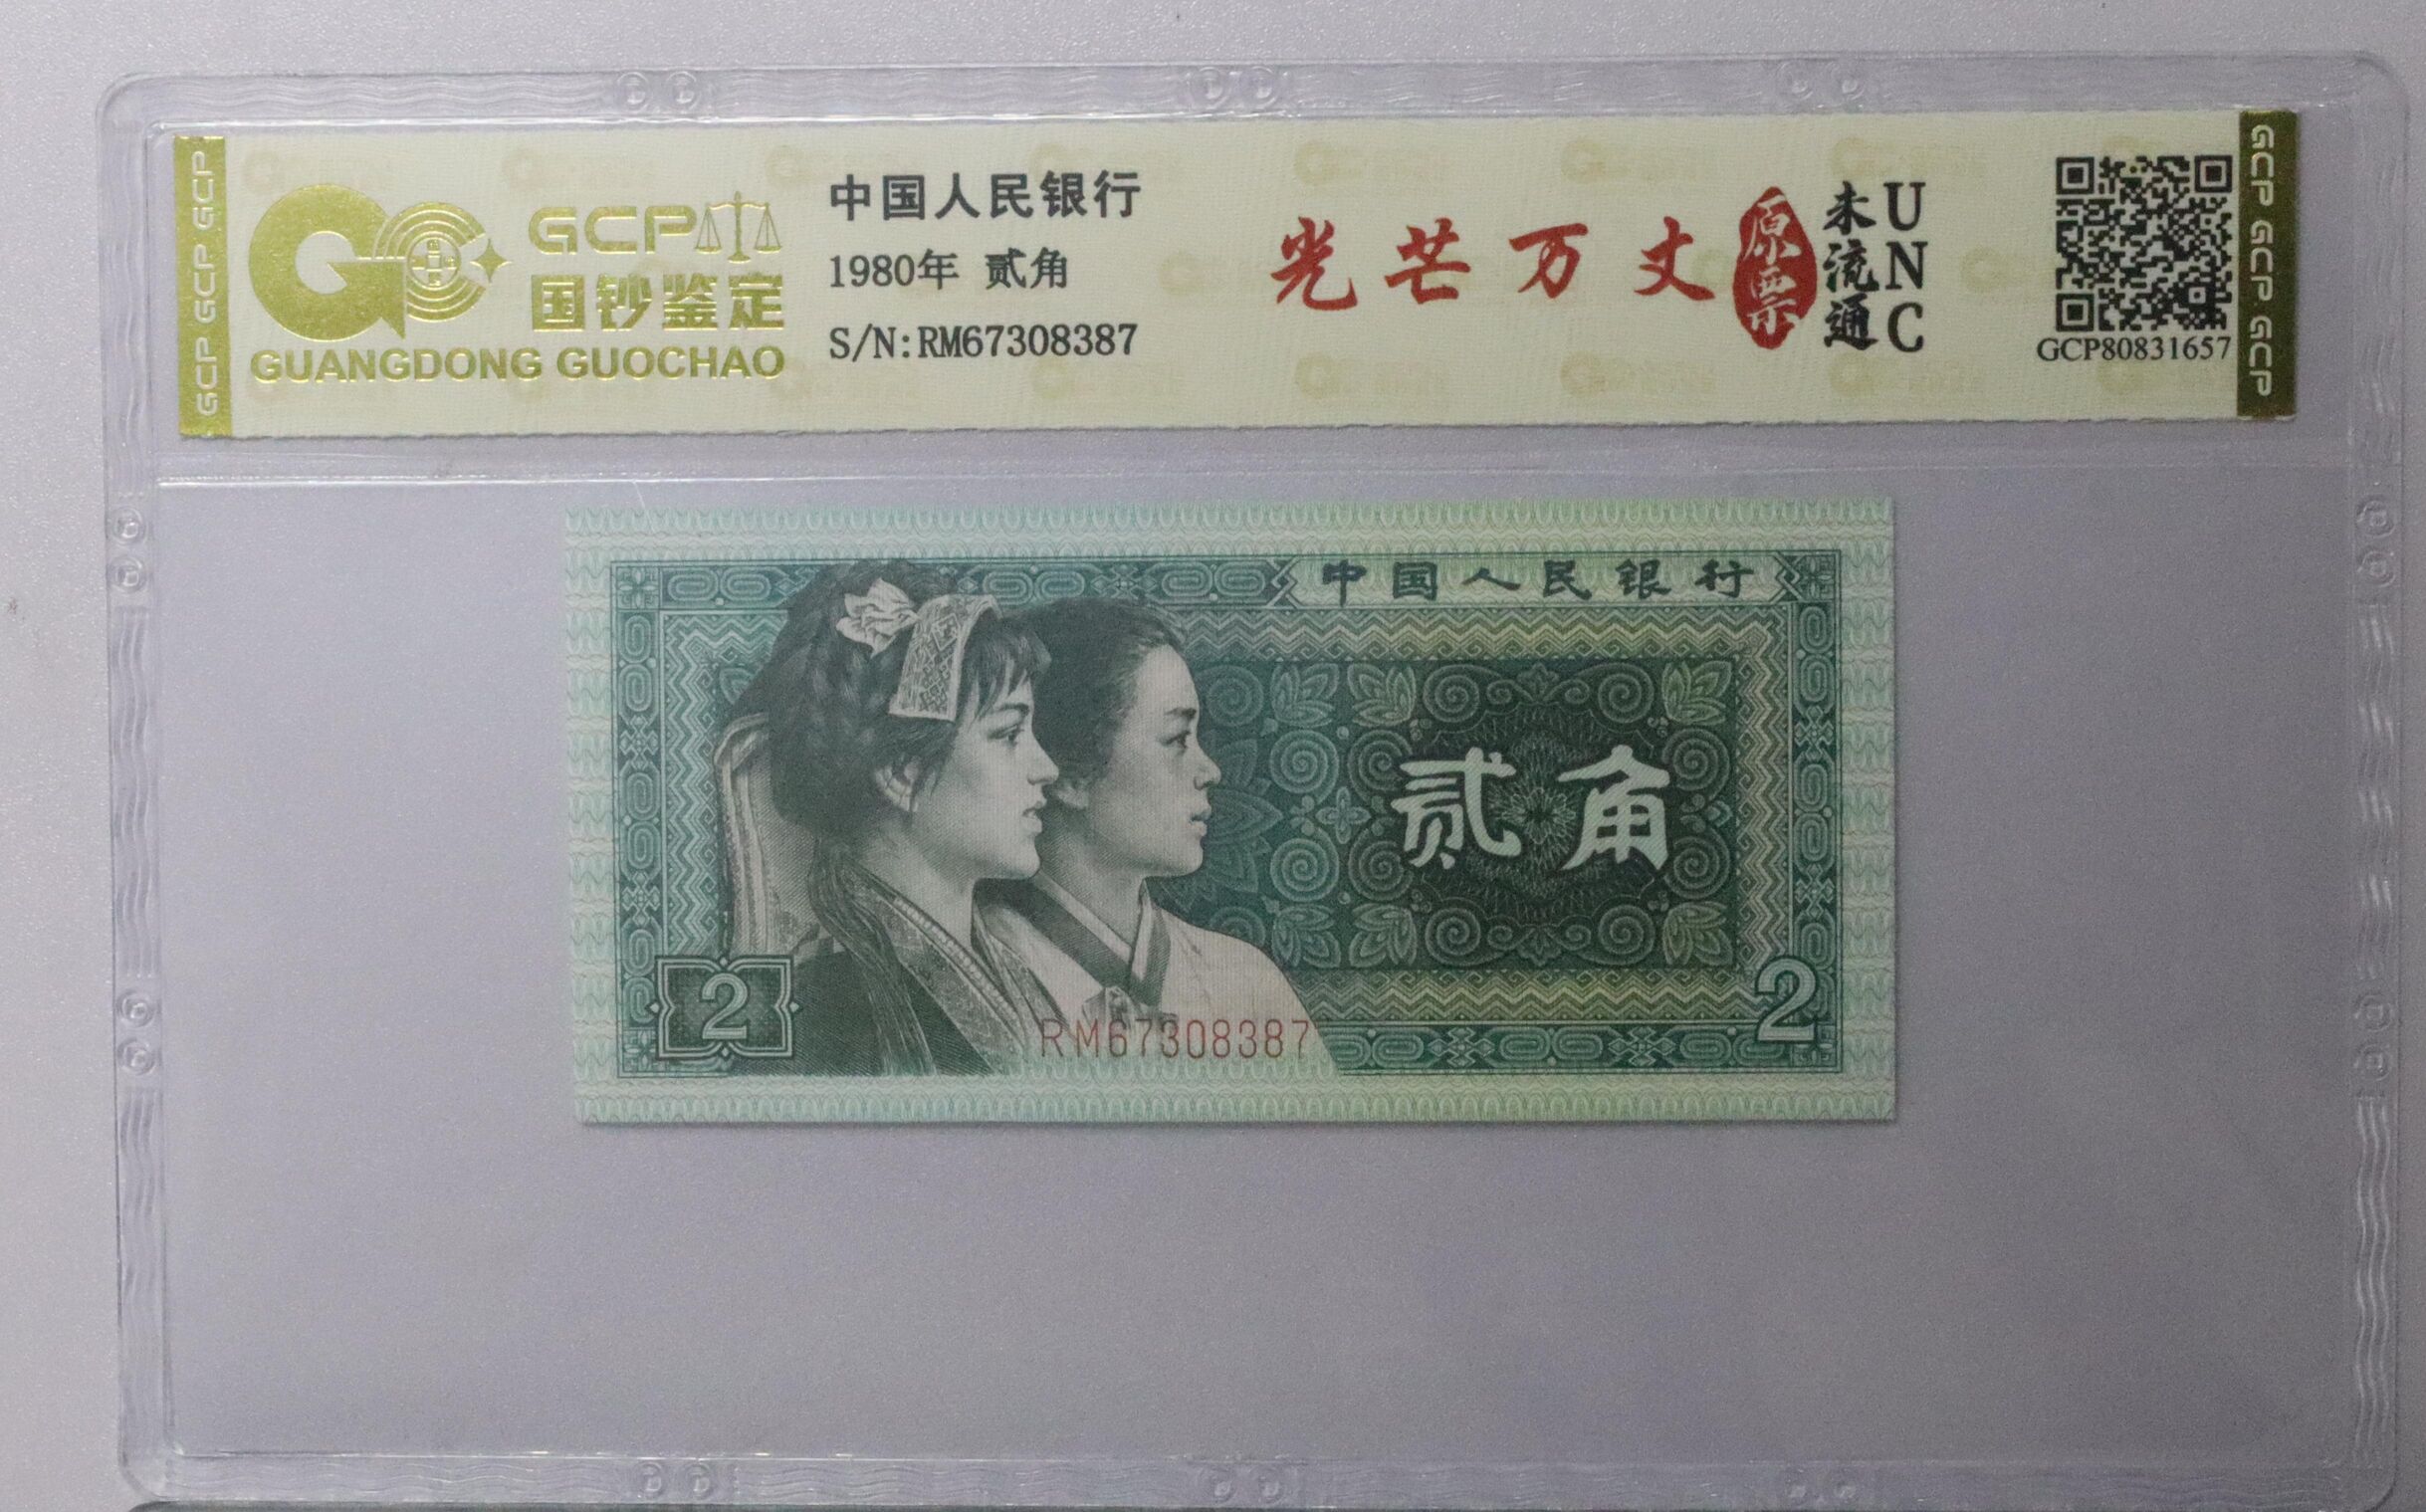 GCP GCP GCP
GCP
国钞鉴定
GUANGDONG GUOCHAO
中国人民银行
1980年 贰角
S/N:RM67308387
光芒万丈
原票
未流通
UNC
GCP80831657
GCP GCP GCP
中国人民银行
贰角
2
2
RM67308387